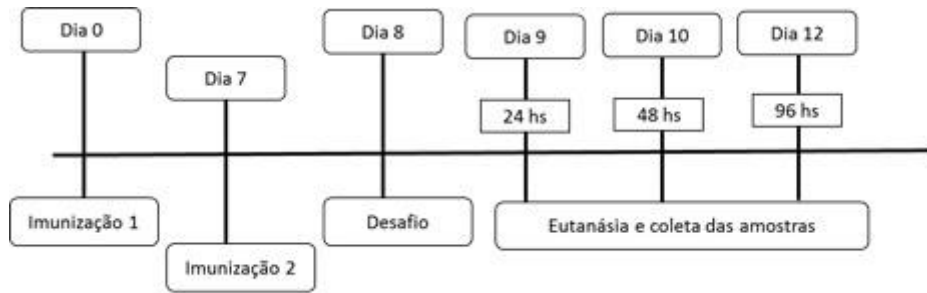 Dia 0
Dia 7
Dia 8
Dia 9
Dia 10
Dia 12
24 hs
48 hs
96 hs
Imunização 1
Imunização 2
Desafio
Eutanásia e coleta das amostras